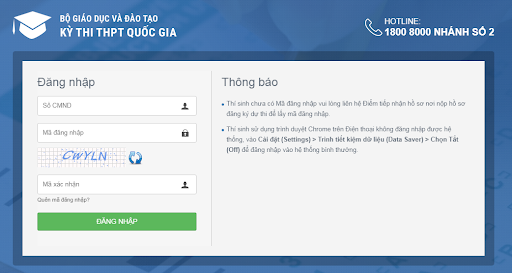 BỘ GIÁO DỤC VÀ ĐÀO TẠO
KỲ THI THPT QUỐC GIA
HOTLINE:
1800 8000 NHÁNH SỐ 2
Đăng nhập
Số CMND
Mã đăng nhập
CWYLN
Mã xác nhận
Quên mã đăng nhập?
ĐĂNG NHẬP
Thông báo
Thí sinh chưa có Mã đăng nhập vui lòng liên hệ Điểm tiếp nhận hồ sơ nơi nộp hồ sơ
đăng ký dự thi để lấy mã đăng nhập.
Thí sinh sử dụng trình duyệt Chrome trên Điện thoại không đăng nhập được hệ
thống, vào Cài đặt (Settings) > Trình tiết kiệm dữ liệu (Data Saver) > Chọn Tắt
(Off) để đăng nhập vào hệ thống bình thường.